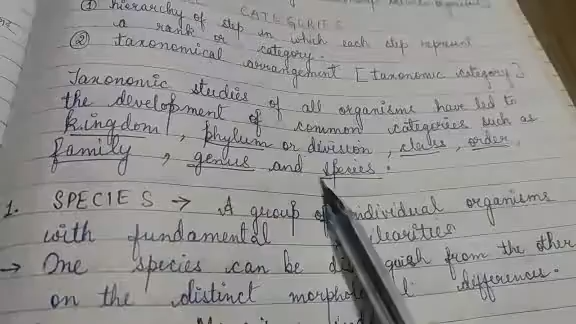 CATEGORIES
① hierarchy of step in which each step represent
a rank or category.
② taxonomical arrangement [taxonomic category]
Taxonomic studies of all organisms have led to
the development of common categories such as
kingdom, phylum or division, class, order,
family, genus and species.
1. SPECIES → A group of individual organisms
with fundamental
→ One species can be from the other
on the distinct differences.